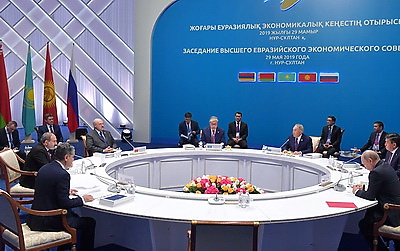 ЖОҒАРЫ ЕУРАЗИЯЛЫҚ ЭКОНОМИКАЛЫҚ КЕҢЕСТІҢ ОТЫРЫСЫ
2019 ЖЫЛҒЫ 29 МАМЫР
НҰР-СҰЛТАН қ.
ЗАСЕДАНИЕ ВЫСШЕГО ЕВРАЗИЙСКОГО ЭКОНОМИЧЕСКОГО СОВЕ
29 МАЯ 2019 ГОДА
г. НУР-СУЛТАН